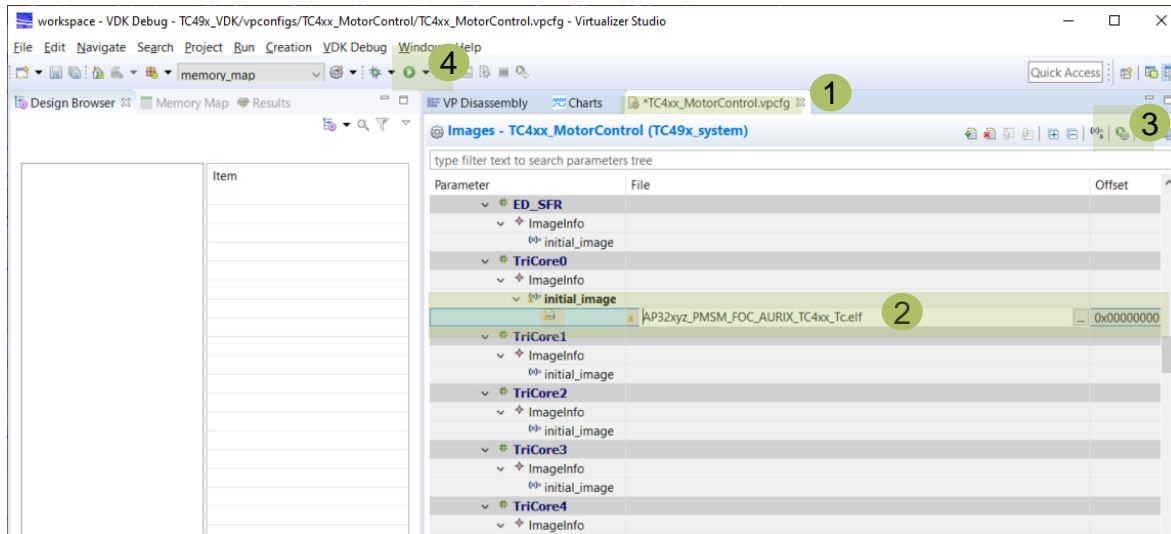 workspace - VDK Debug - TC49x_VDK/vpconfigs/TC4xx_MotorControl/TC4xx_MotorControl.vpcfg - Virtualizer Studio
File Edit Navigate Search Project Run Creation VDK Debug Window Help
memory_map
4
Quick Access
Design Browser Memory Map Results
VP Disassembly Charts *TC4xx_MotorControl.vpcfg
1
Images - TC4xx_MotorControl (TC49x_system)
3
type filter text to search parameters tree
Item
Parameter File Offset
ED_SFR
ImageInfo
initial_image
TriCore0
ImageInfo
initial_image
AP32xyz_PMSM_FOC_AURIX_TC4xx_Tc.elf ... 0x00000000
2
TriCore1
ImageInfo
initial_image
TriCore2
ImageInfo
initial_image
TriCore3
ImageInfo
initial_image
TriCore4
ImageInfo